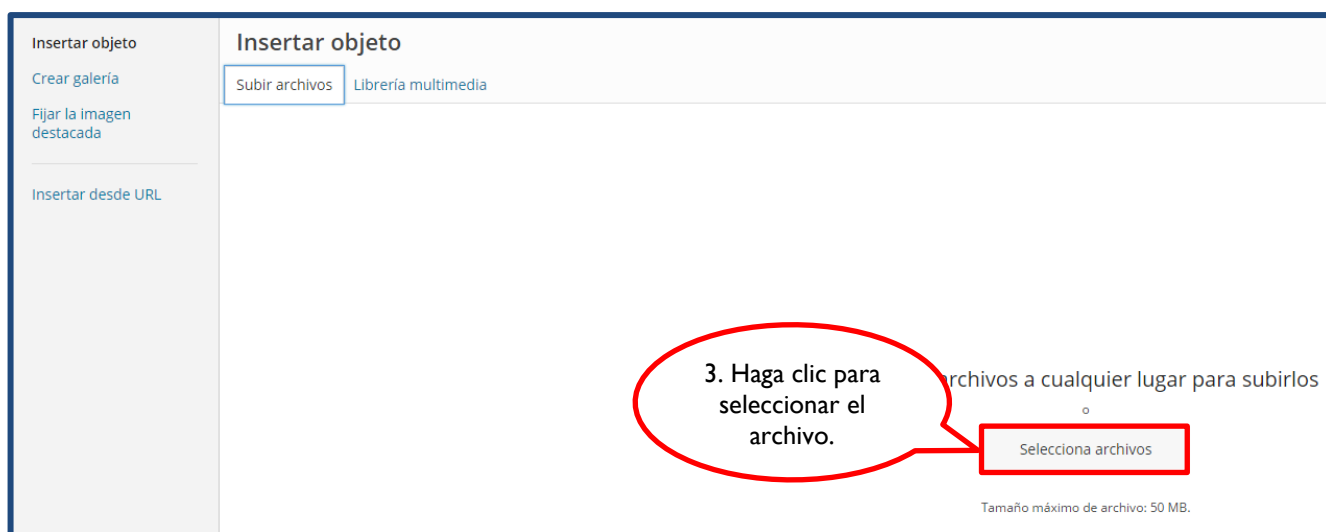 Insertar objeto
Crear galería
Fijar la imagen
destacada
Insertar desde URL
Insertar objeto
Subir archivos Librería multimedia
3. Haga clic para
seleccionar el
archivo.
rchivos a cualquier lugar para subirlos
o
Selecciona archivos
Tamaño máximo de archivo: 50 MB.